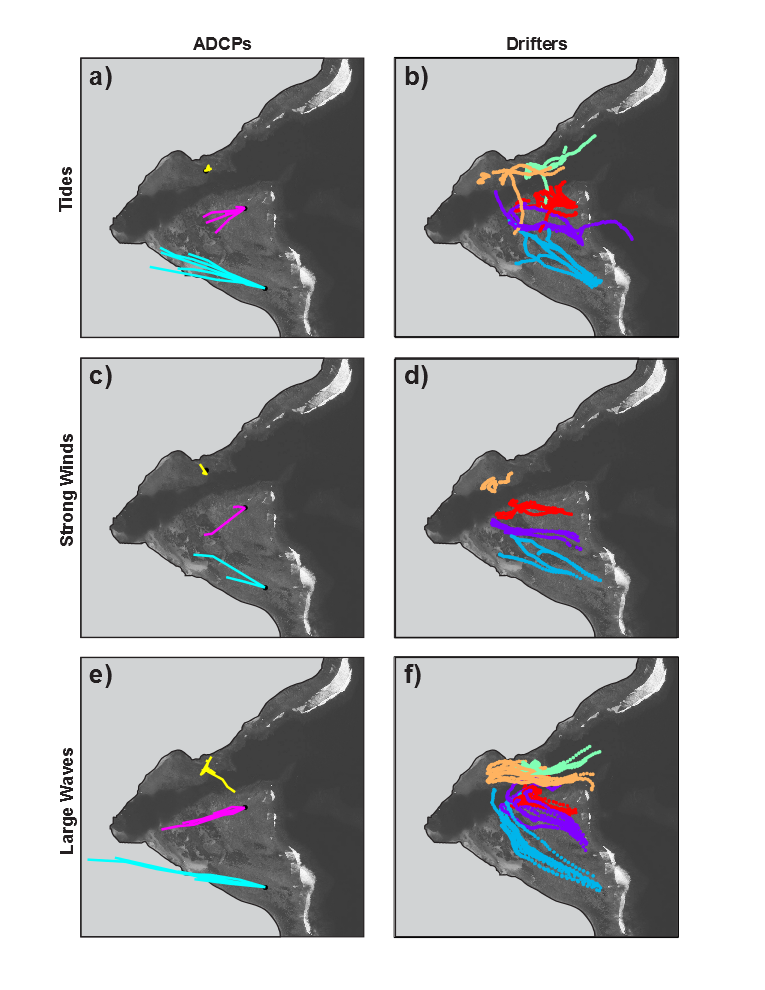 ADCPs
Drifters
Tides
a)
b)
Strong Winds
c)
d)
Large Waves
e)
f)